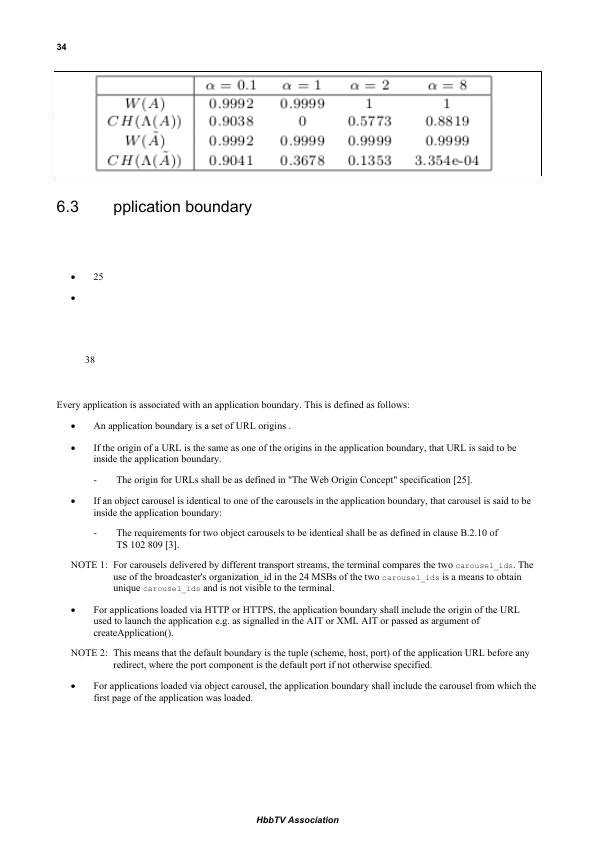 34
α = 0.1 α = 1 α = 2 α = 8
W(A) 0.9992 0.9999 1 1
CH(Λ(A)) 0.9038 0 0.5773 0.8819
W(Ã) 0.9992 0.9999 0.9999 0.9999
CH(Λ(Ã)) 0.9041 0.3678 0.1353 3.354e-04
6.3 pplication boundary
• 25
•
38
Every application is associated with an application boundary. This is defined as follows:
• An application boundary is a set of URL origins .
• If the origin of a URL is the same as one of the origins in the application boundary, that URL is said to be
inside the application boundary.
- The origin for URLs shall be as defined in "The Web Origin Concept" specification [25].
• If an object carousel is identical to one of the carousels in the application boundary, that carousel is said to be
inside the application boundary:
- The requirements for two object carousels to be identical shall be as defined in clause B.2.10 of
TS 102 809 [3].
NOTE 1: For carousels delivered by different transport streams, the terminal compares the two carousel_ids. The
use of the broadcaster's organization_id in the 24 MSBs of the two carousel_ids is a means to obtain
unique carousel_ids and is not visible to the terminal.
• For applications loaded via HTTP or HTTPS, the application boundary shall include the origin of the URL
used to launch the application e.g. as signalled in the AIT or XML AIT or passed as argument of
createApplication().
NOTE 2: This means that the default boundary is the tuple (scheme, host, port) of the application URL before any
redirect, where the port component is the default port if not otherwise specified.
• For applications loaded via object carousel, the application boundary shall include the carousel from which the
first page of the application was loaded.
HbbTV Association